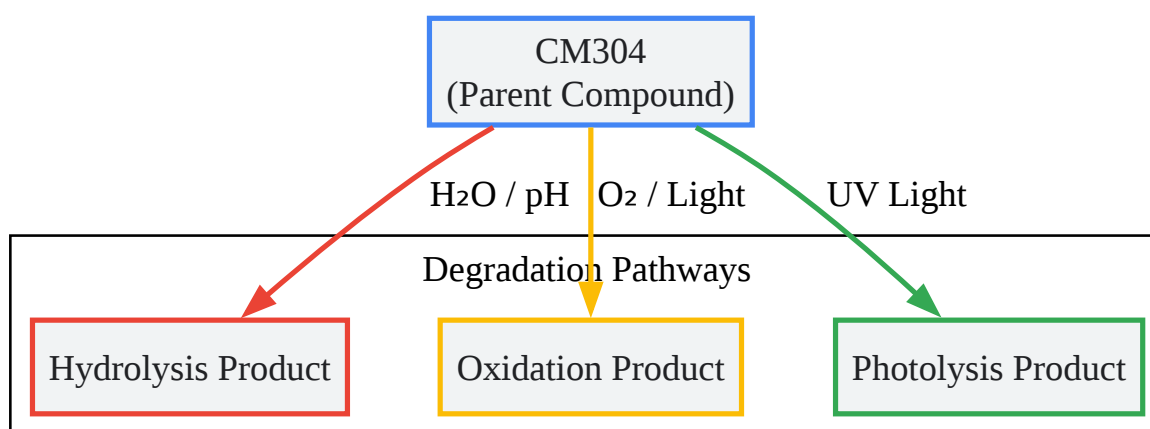 CM304
(Parent Compound)
H₂O / pH
O₂ / Light
UV Light
Degradation Pathways
Hydrolysis Product
Oxidation Product
Photolysis Product